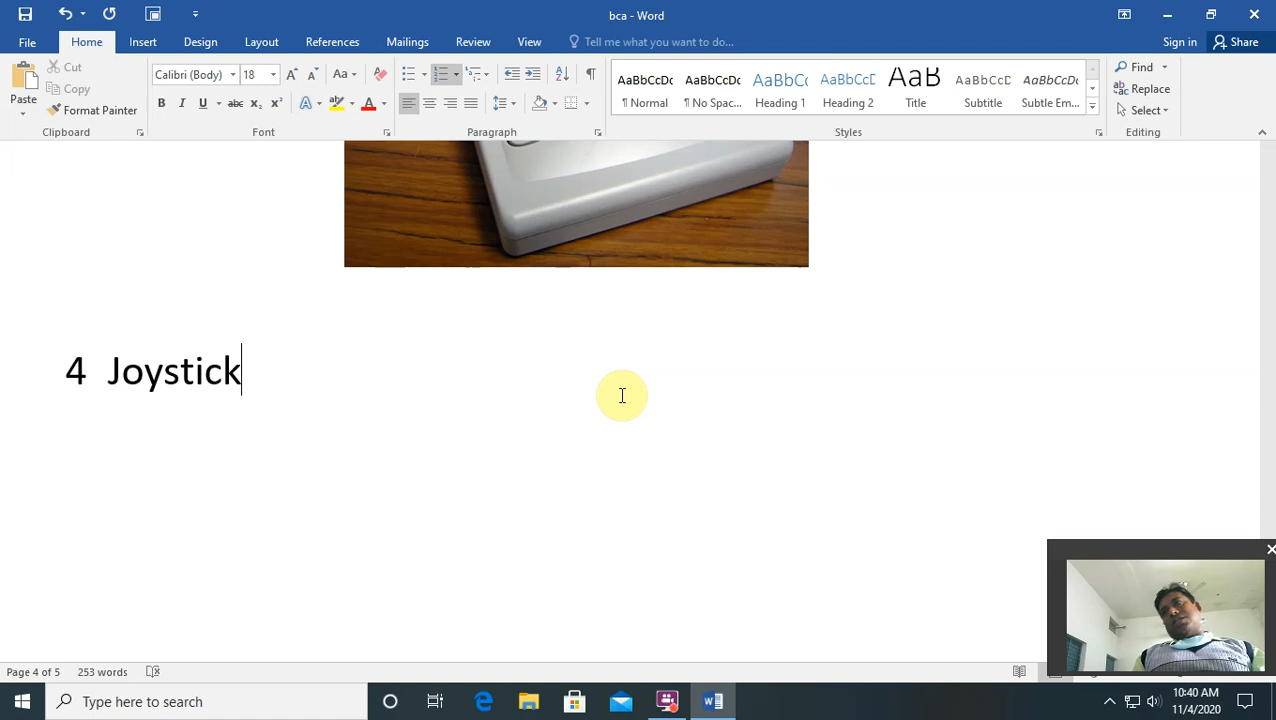 bca - Word
Sign in
Share
File
Home
Insert
Design
Layout
References
Mailings
Review
View
Tell me what you want to do...
Paste
Cut
Copy
Format Painter
Clipboard
Calibri (Body)
18
Font
Paragraph
AaBbCcDc
¶ Normal
AaBbCcDc
¶ No Spac...
AaBbCc
Heading
AaBbCcD
Heading 2
AaB
Title
AaBbCcD
Subtitle
AaBbCcDc
Subtle Em...
Styles
Find
Replace
Select
Editing
4 Joystick
Page 4 of 5
253 words
Type here to search
10:40 AM
11/4/2020